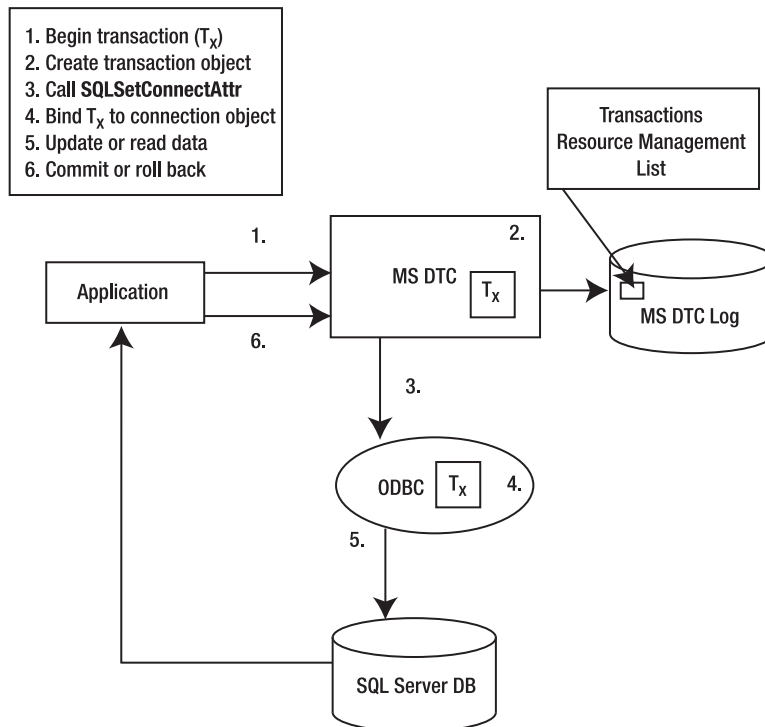 1. Begin transaction (Tx)
2. Create transaction object
3. Call SQLSetConnectAttr
4. Bind Tx to connection object
5. Update or read data
6. Commit or roll back
Transactions
Resource Management
List
1.
2.
Application
MS DTC
Tx
MS DTC Log
6.
3.
ODBC
Tx
4.
5.
SQL Server DB